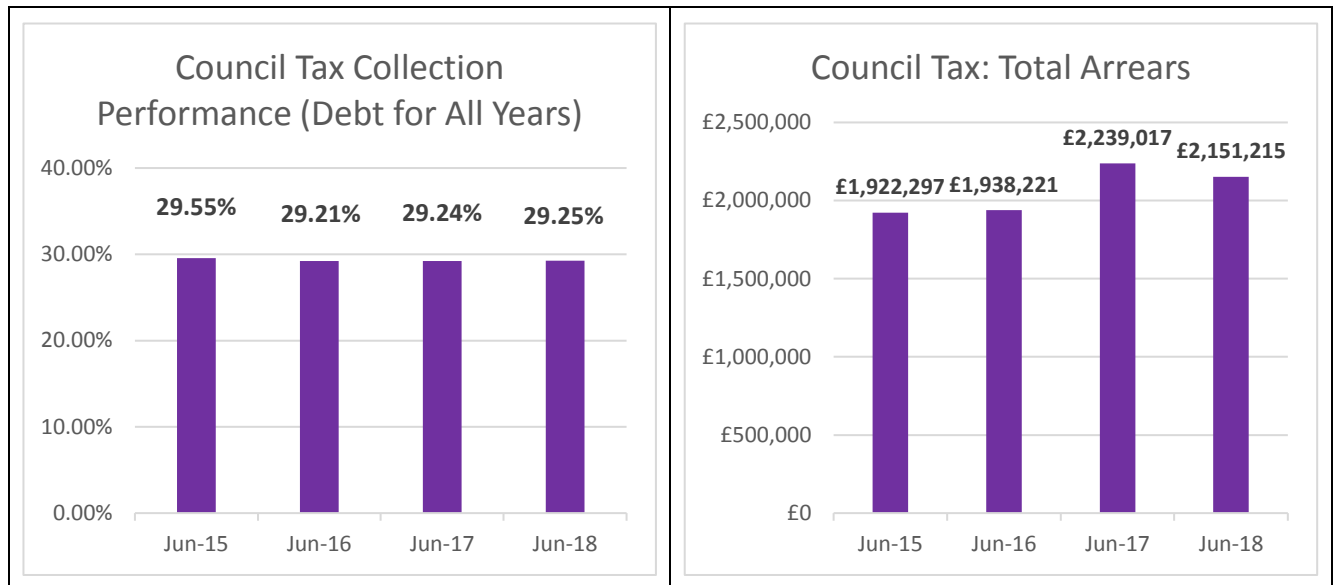 Council Tax Collection
Performance (Debt for All Years)
40.00%
30.00%
20.00%
10.00%
0.00%
29.55%
29.21%
29.24%
29.25%
Jun-15
Jun-16
Jun-17
Jun-18
Council Tax: Total Arrears
£2,500,000
£2,000,000
£1,500,000
£1,000,000
£500,000
£0
£1,922,297
£1,938,221
£2,239,017
£2,151,215
Jun-15
Jun-16
Jun-17
Jun-18